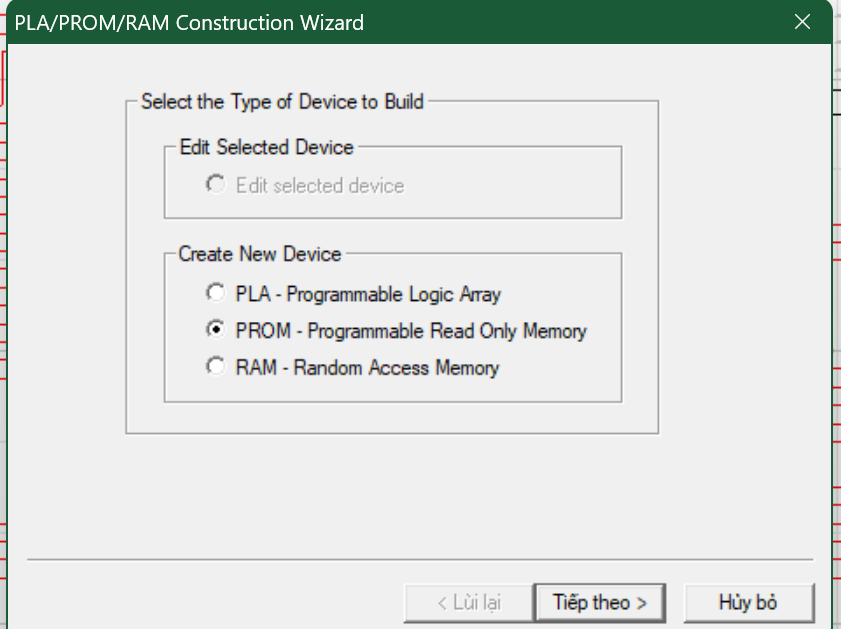 PLA/PROM/RAM Construction Wizard
Select the Type of Device to Build
Edit Selected Device
Edit selected device
Create New Device
PLA - Programmable Logic Array
PROM - Programmable Read Only Memory
RAM - Random Access Memory
< Lùi lại
Tiếp theo >
Hủy bỏ